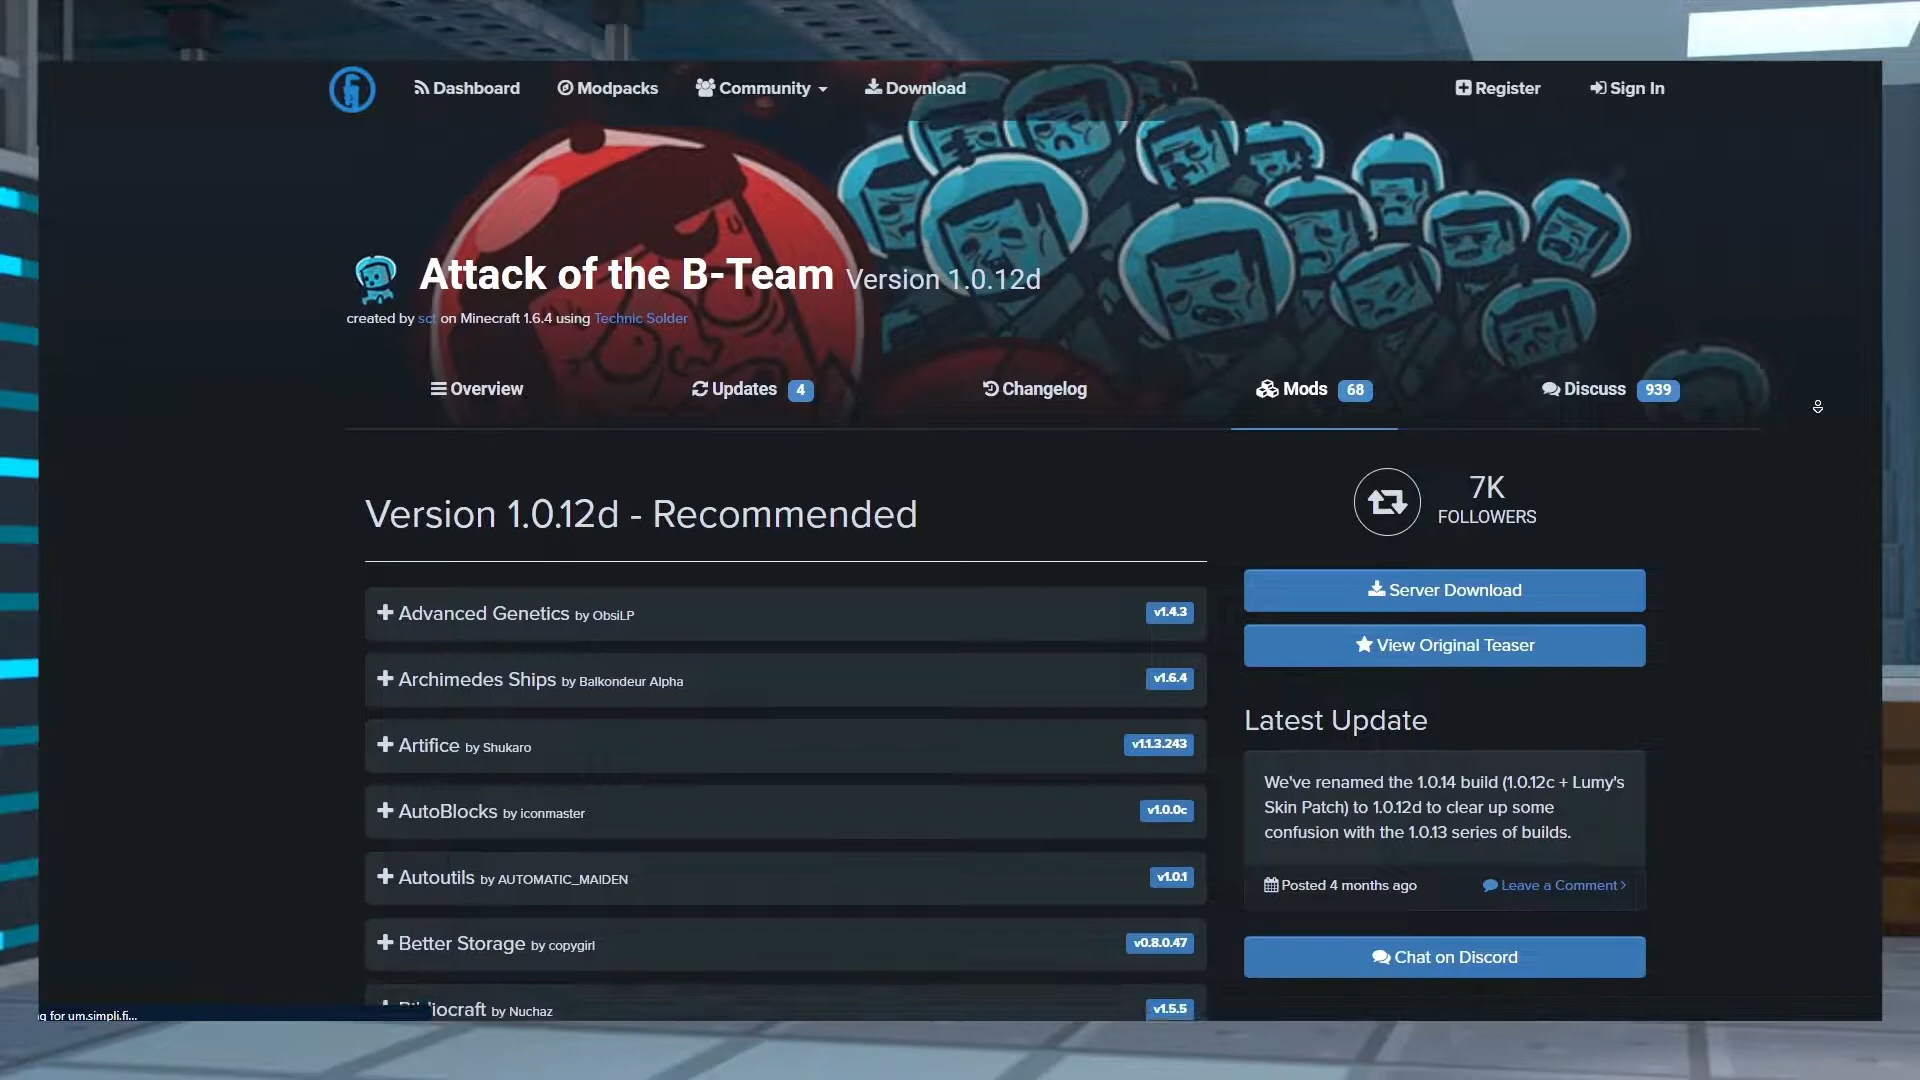 Dashboard
Modpacks
Community
Download
Register
Sign In
Attack of the B-Team Version 1.0.12d
created by sct on Minecraft 1.6.4 using Technic Solder
Overview
Updates 4
Changelog
Mods 68
Discuss 939
Version 1.0.12d - Recommended
Advanced Genetics by ObsiLP v1.4.3
Archimedes Ships by Balkondeur Alpha v1.6.4
Artifice by Shukaro v1.1.3.243
AutoBlocks by iconmaster v1.0.0c
Autoutils by AUTOMATIC_MAIDEN v1.0.1
Better Storage by copygirl v0.8.0.47
by Nuchaz v1.5.5
7K
FOLLOWERS
Server Download
View Original Teaser
Latest Update
We've renamed the 1.0.14 build (1.0.12c + Lumy's
Skin Patch) to 1.0.12d to clear up some
confusion with the 1.0.13 series of builds.
Posted 4 months ago
Leave a Comment
Chat on Discord
for um.simpli.fi...